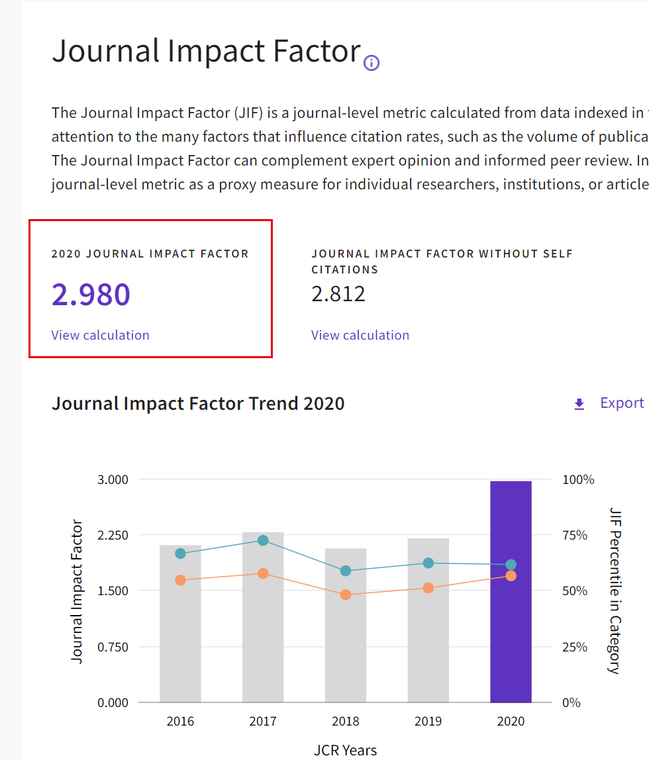 Journal Impact Factor
The Journal Impact Factor (JIF) is a journal-level metric calculated from data indexed in
attention to the many factors that influence citation rates, such as the volume of publica
The Journal Impact Factor can complement expert opinion and informed peer review. In
journal-level metric as a proxy measure for individual researchers, institutions, or article
2020 JOURNAL IMPACT FACTOR
2.980
View calculation
JOURNAL IMPACT FACTOR WITHOUT SELF
CITATIONS
2.812
View calculation
Journal Impact Factor Trend 2020
Export
Journal Impact Factor
3.000
2.250
1.500
0.750
0.000
100%
75%
50%
25%
0%
JIF Percentile in Category
2016
2017
2018
2019
2020
JCR Years